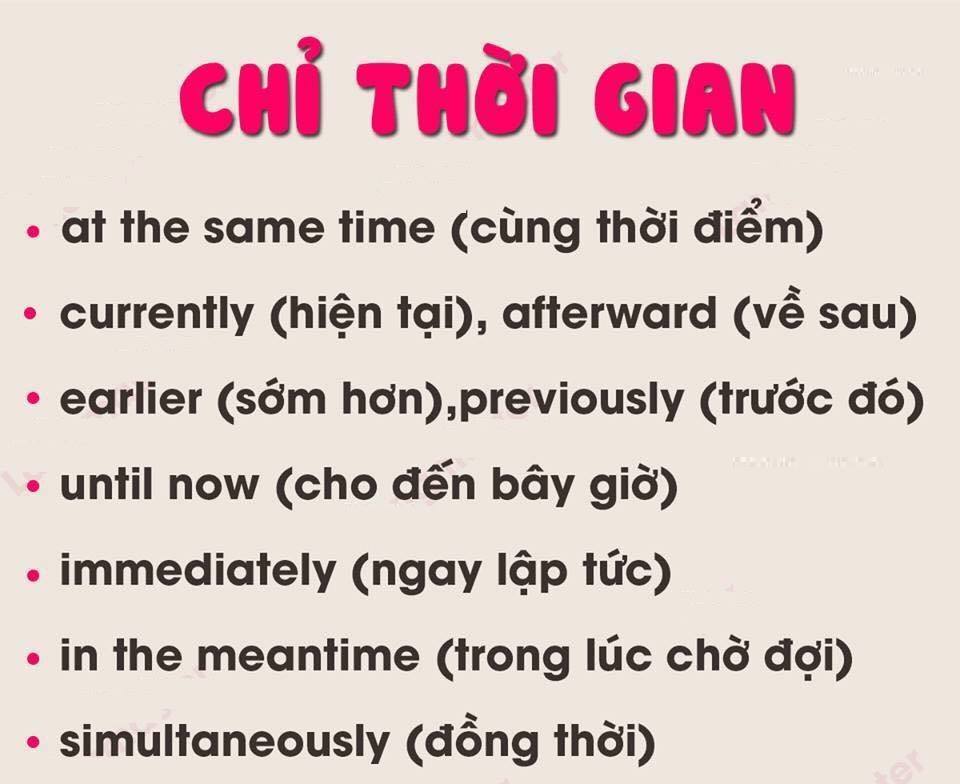 CHỈ THỜI GIAN
• at the same time (cùng thời điểm)
• currently (hiện tại), afterward (về sau)
• earlier (sớm hơn),previously (trước đó)
• until now (cho đến bây giờ)
• immediately (ngay lập tức)
• in the meantime (trong lúc chờ đợi)
• simultaneously (đồng thời)